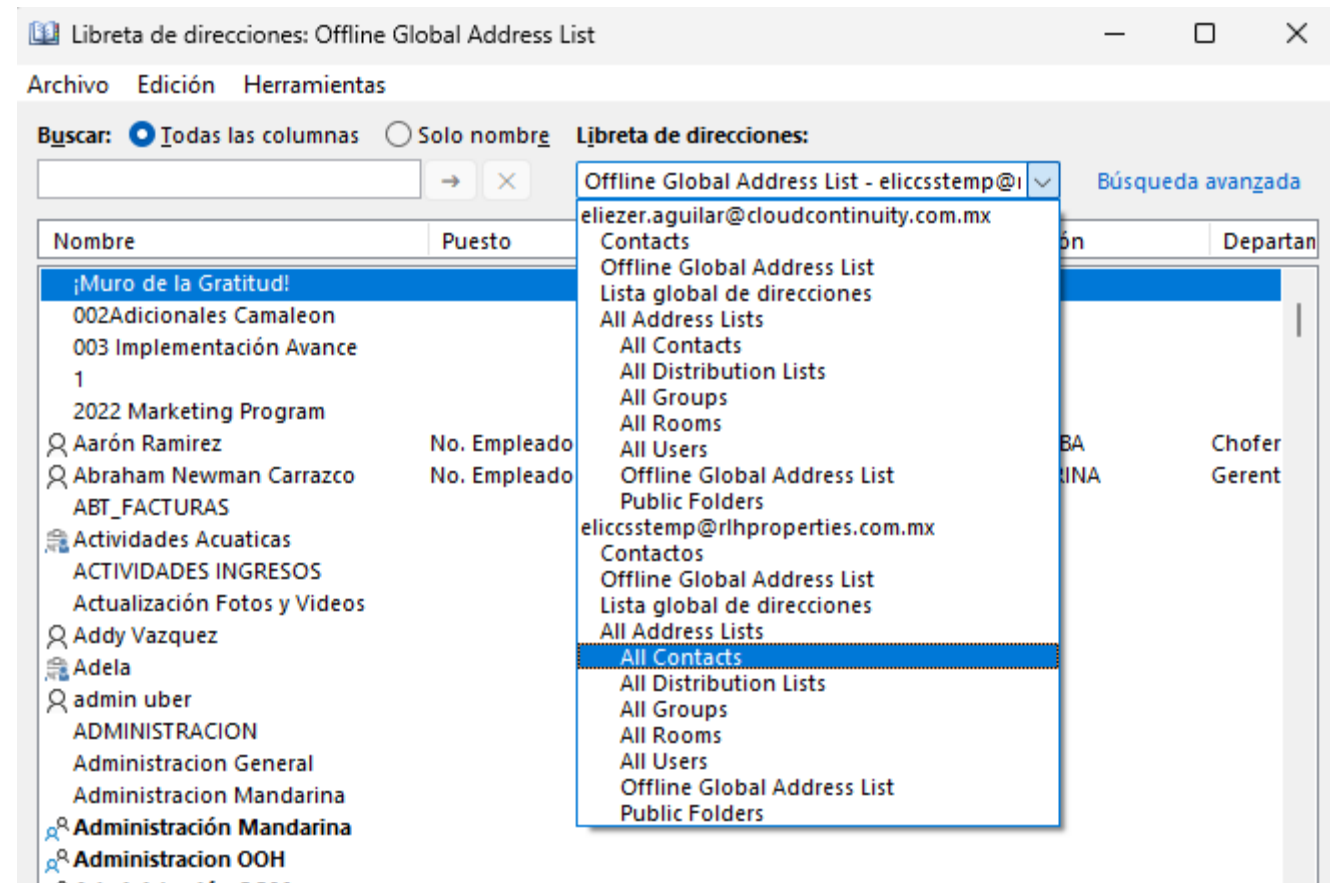 Libreta de direcciones: Offline Global Address List
Archivo Edición Herramientas
Buscar: Todas las columnas Solo nombre Libreta de direcciones:
Offline Global Address List - eliccsstemp@ Búsqueda avanzada
Nombre Puesto ón Departan
eliezer.aguilar@cloudcontinuity.com.mx
Contacts
Offline Global Address List
Lista global de direcciones
All Address Lists
All Contacts
All Distribution Lists
All Groups
All Rooms
All Users
Offline Global Address List
Public Folders
eliccsstemp@rlhproperties.com.mx
Contactos
Offline Global Address List
Lista global de direcciones
All Address Lists
All Contacts
All Distribution Lists
All Groups
All Rooms
All Users
Offline Global Address List
Public Folders
¡Muro de la Gratitud!
002Adicionales Camaleon
003 Implementación Avance
1
2022 Marketing Program
Aarón Ramirez No. Empleado BA Chofer
Abraham Newman Carrazco No. Empleado INA Gerent
ABT_FACTURAS
Actividades Acuaticas
ACTIVIDADES INGRESOS
Actualización Fotos y Videos
Addy Vazquez
Adela
admin uber
ADMINISTRACION
Administracion General
Administracion Mandarina
Administración Mandarina
Administracion OOH